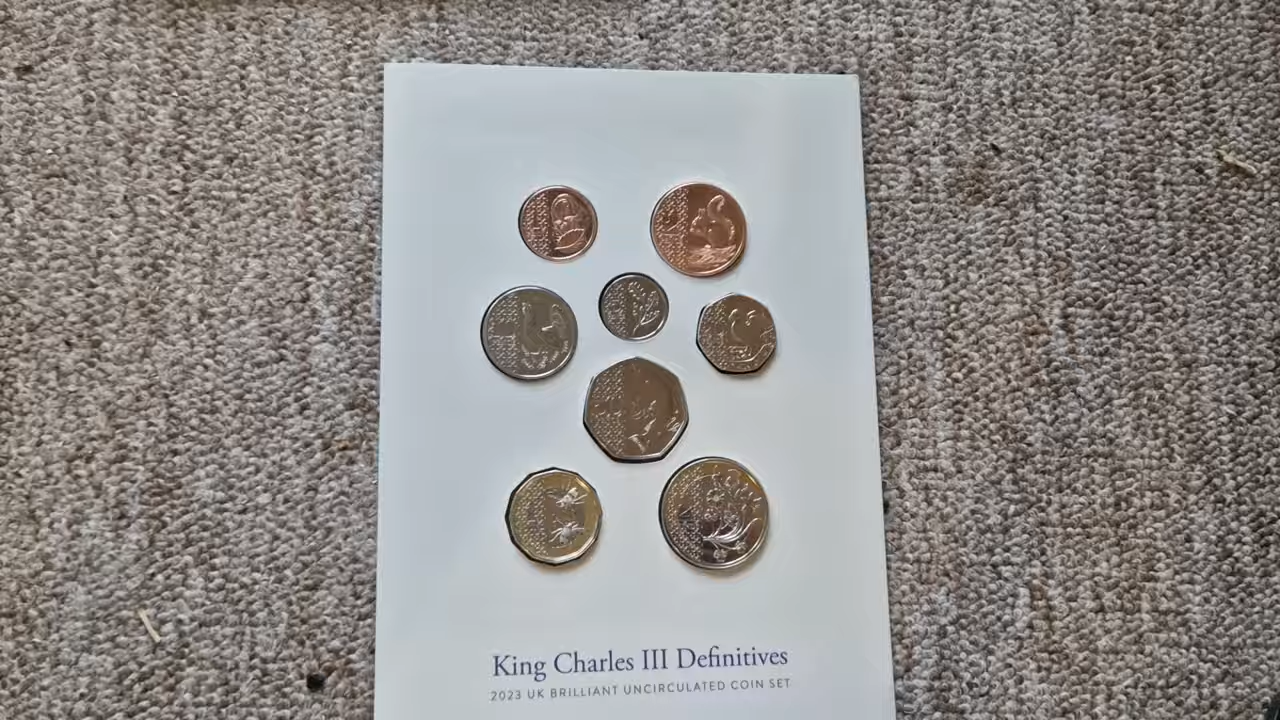 King Charles III Definitives
2023 UK BRILLIANT UNCIRCULATED COIN SET